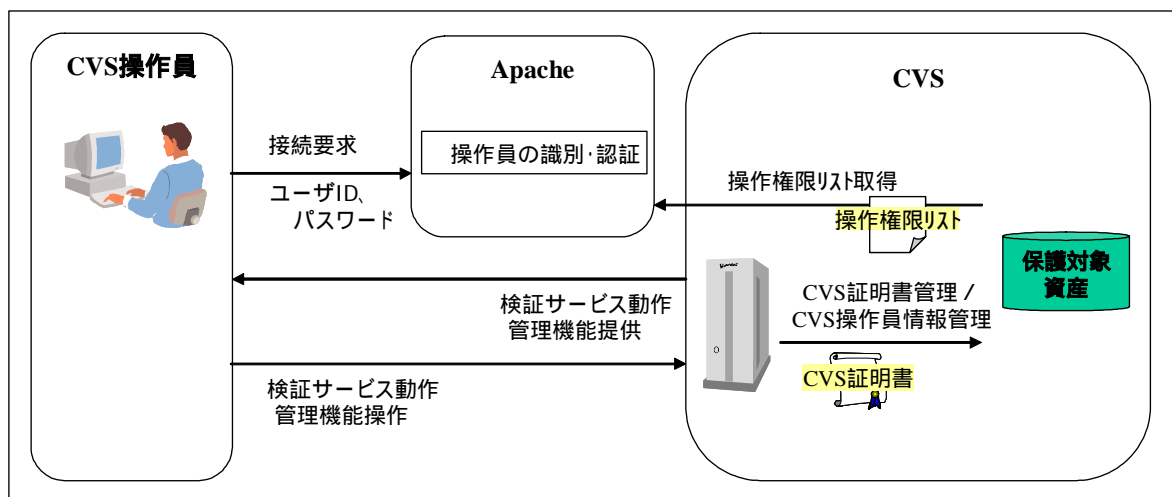 CVS操作員
Apache
CVS
操作員の識別・認証
接続要求
ユーザID、
パスワード
操作権限リスト取得
操作権限リスト
保護対象
資産
検証サービス動作
管理機能提供
CVS証明書管理／
CVS操作員情報管理
CVS証明書
検証サービス動作
管理機能操作